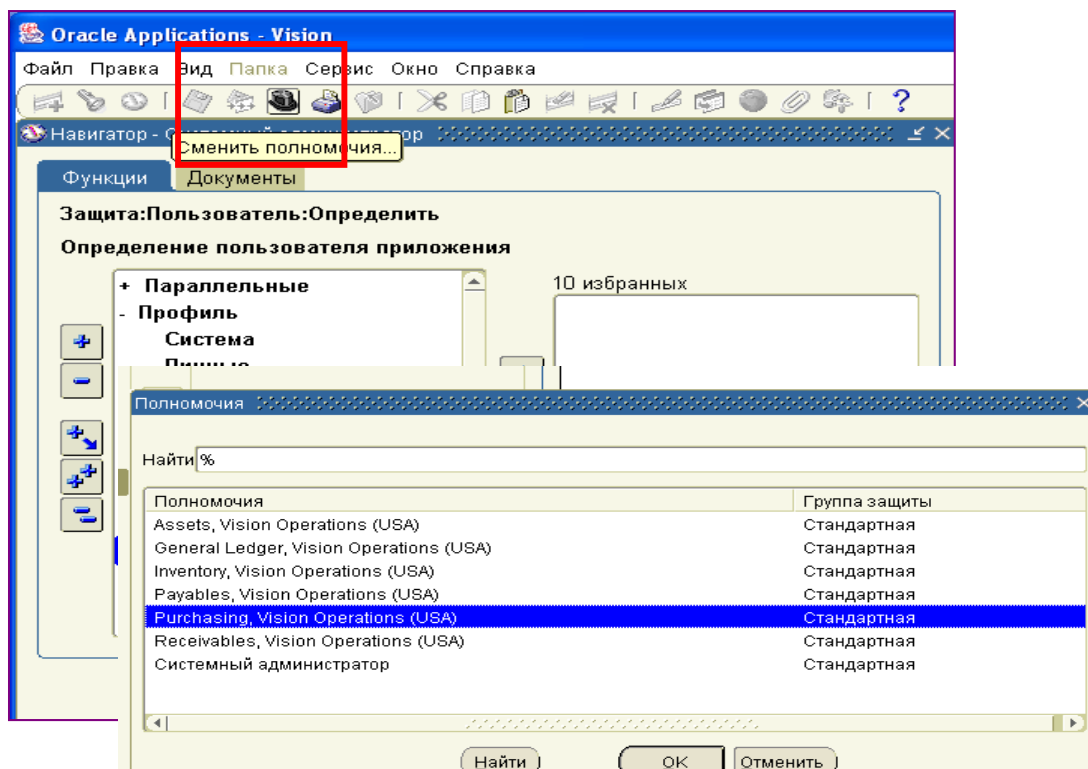 Oracle Applications - Vision
Файл Правка Вид Папка Сервис Окно Справка
Навигатор -
Сменить полномочия...
Функции Документы
Защита:Пользователь:Определить
Определение пользователя приложения
+ Параллельные
- Профиль
Система
10 избранных
Полномочия
Найти %
Полномочия Группа защиты
Assets, Vision Operations (USA) Стандартная
General Ledger, Vision Operations (USA) Стандартная
Inventory, Vision Operations (USA) Стандартная
Payables, Vision Operations (USA) Стандартная
Purchasing, Vision Operations (USA) Стандартная
Receivables, Vision Operations (USA) Стандартная
Системный администратор Стандартная
Найти OK Отменить